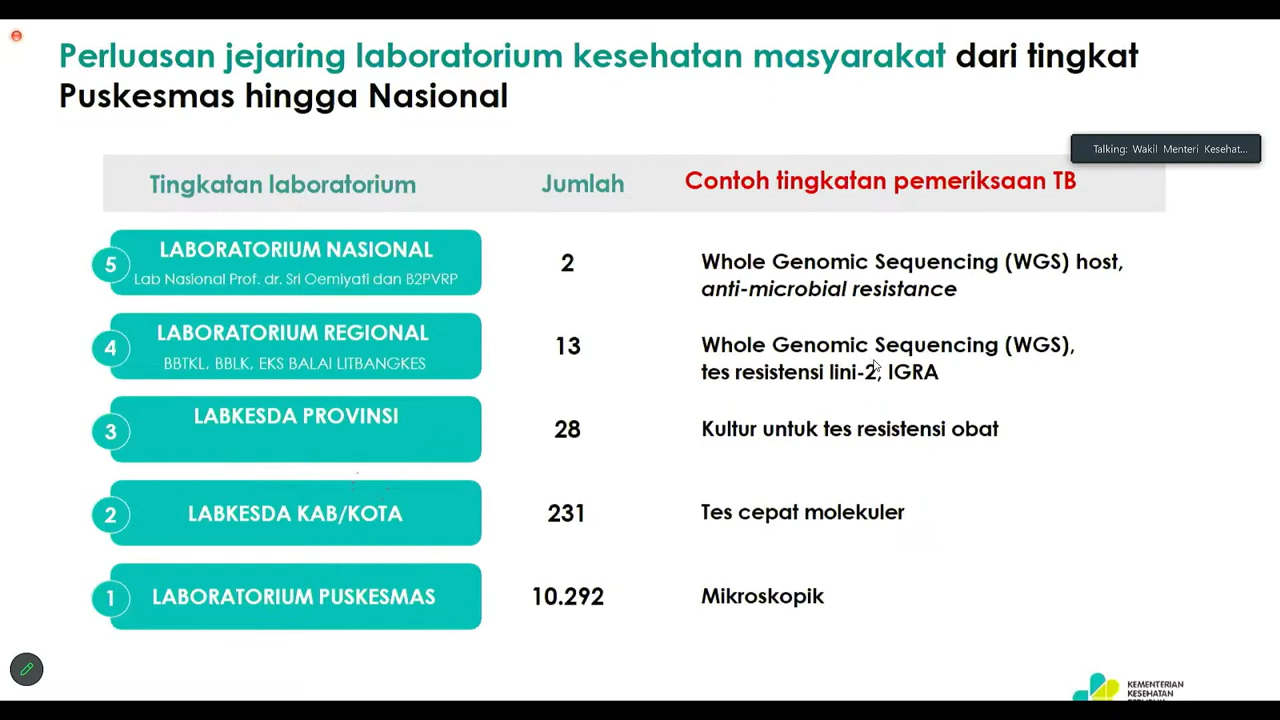 Perluasan jejaring laboratorium kesehatan masyarakat dari tingkat
Puskesmas hingga Nasional
Talking: Wakil Menteri Kesehat...
Tingkatan laboratorium Jumlah Contoh tingkatan pemeriksaan TB
5 LABORATORIUM NASIONAL
Lab Nasional Prof. dr. Sri Oemiyati dan B2PVRP
2
Whole Genomic Sequencing (WGS) host,
anti-microbial resistance
4 LABORATORIUM REGIONAL
BBTKL, BBLK, EKS BALAI LITBANGKES
13
Whole Genomic Sequencing (WGS),
tes resistensi lini-2, IGRA
3 LABKESDA PROVINSI
28
Kultur untuk tes resistensi obat
2 LABKESDA KAB/KOTA
231
Tes cepat molekuler
1 LABORATORIUM PUSKESMAS
10.292
Mikroskopik
KEMENTERIAN
KESEHATAN